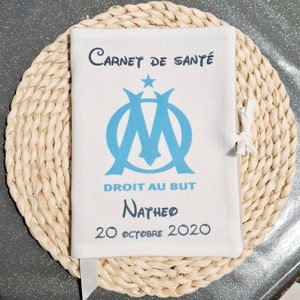 Carnet de santé
DROIT AU BUT
Natheo
20 octobre 2020